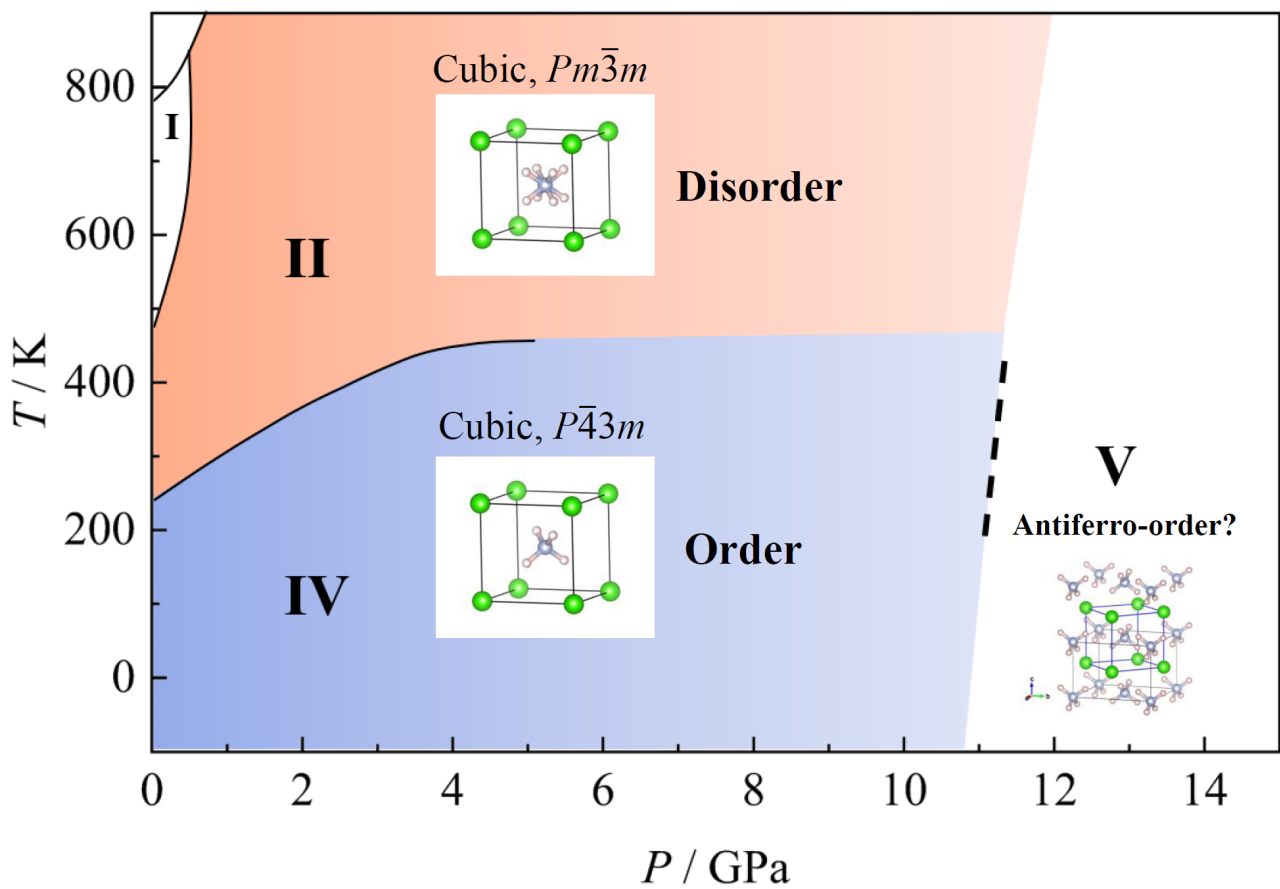 Cubic, Pm3̅m
800
I
Disorder
600
II
T / K
400
Cubic, P4̅3m
V
Antiferro-order?
200
Order
IV
c
a b
0
0 2 4 6 8 10 12 14
P / GPa